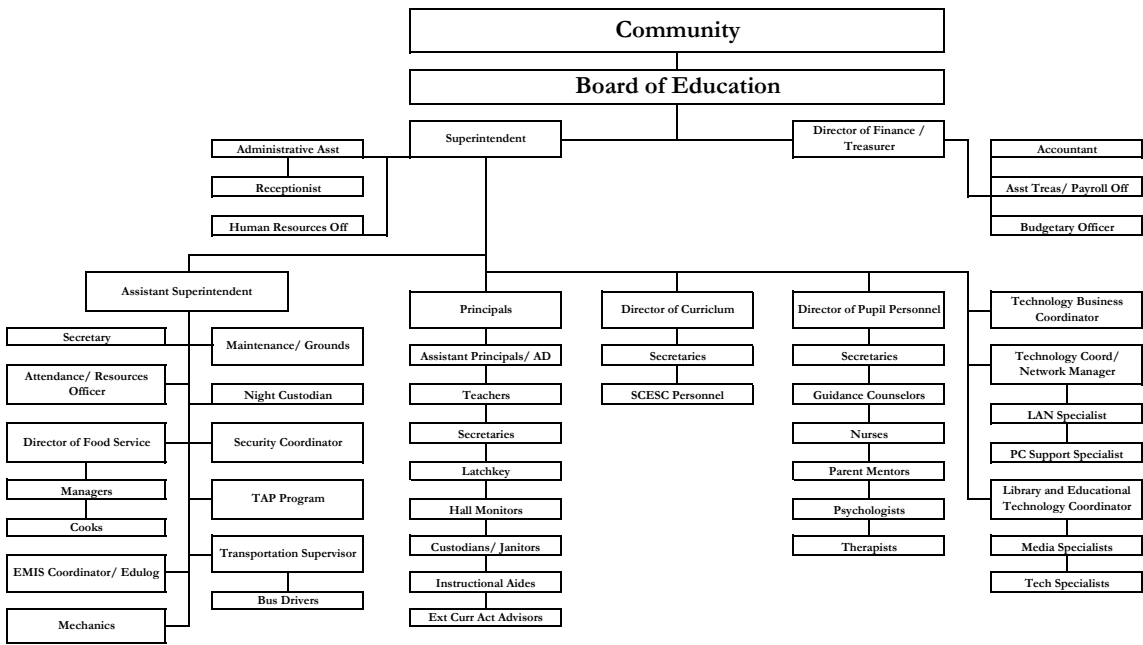 Community
Board of Education
Superintendent
Director of Finance /
Treasurer
Administrative Asst
Receptionist
Human Resources Off
Accountant
Asst Treas/ Payroll Off
Budgetary Officer
Assistant Superintendent
Secretary
Maintenance/ Grounds
Attendance/ Resources
Officer
Night Custodian
Director of Food Service
Security Coordinator
Managers
Cooks
TAP Program
EMIS Coordinator/ Edulog
Transportation Supervisor
Bus Drivers
Mechanics
Principals
Assistant Principals/ AD
Teachers
Secretaries
Latchkey
Hall Monitors
Custodians/ Janitors
Instructional Aides
Ext Curr Act Advisors
Director of Curriclum
Secretaries
SCESC Personnel
Director of Pupil Personnel
Secretaries
Guidance Counselors
Nurses
Parent Mentors
Psychologists
Therapists
Technology Business
Coordinator
Technology Coord/
Network Manager
LAN Specialist
PC Support Specialist
Library and Educational
Technology Coordinator
Media Specialists
Tech Specialists